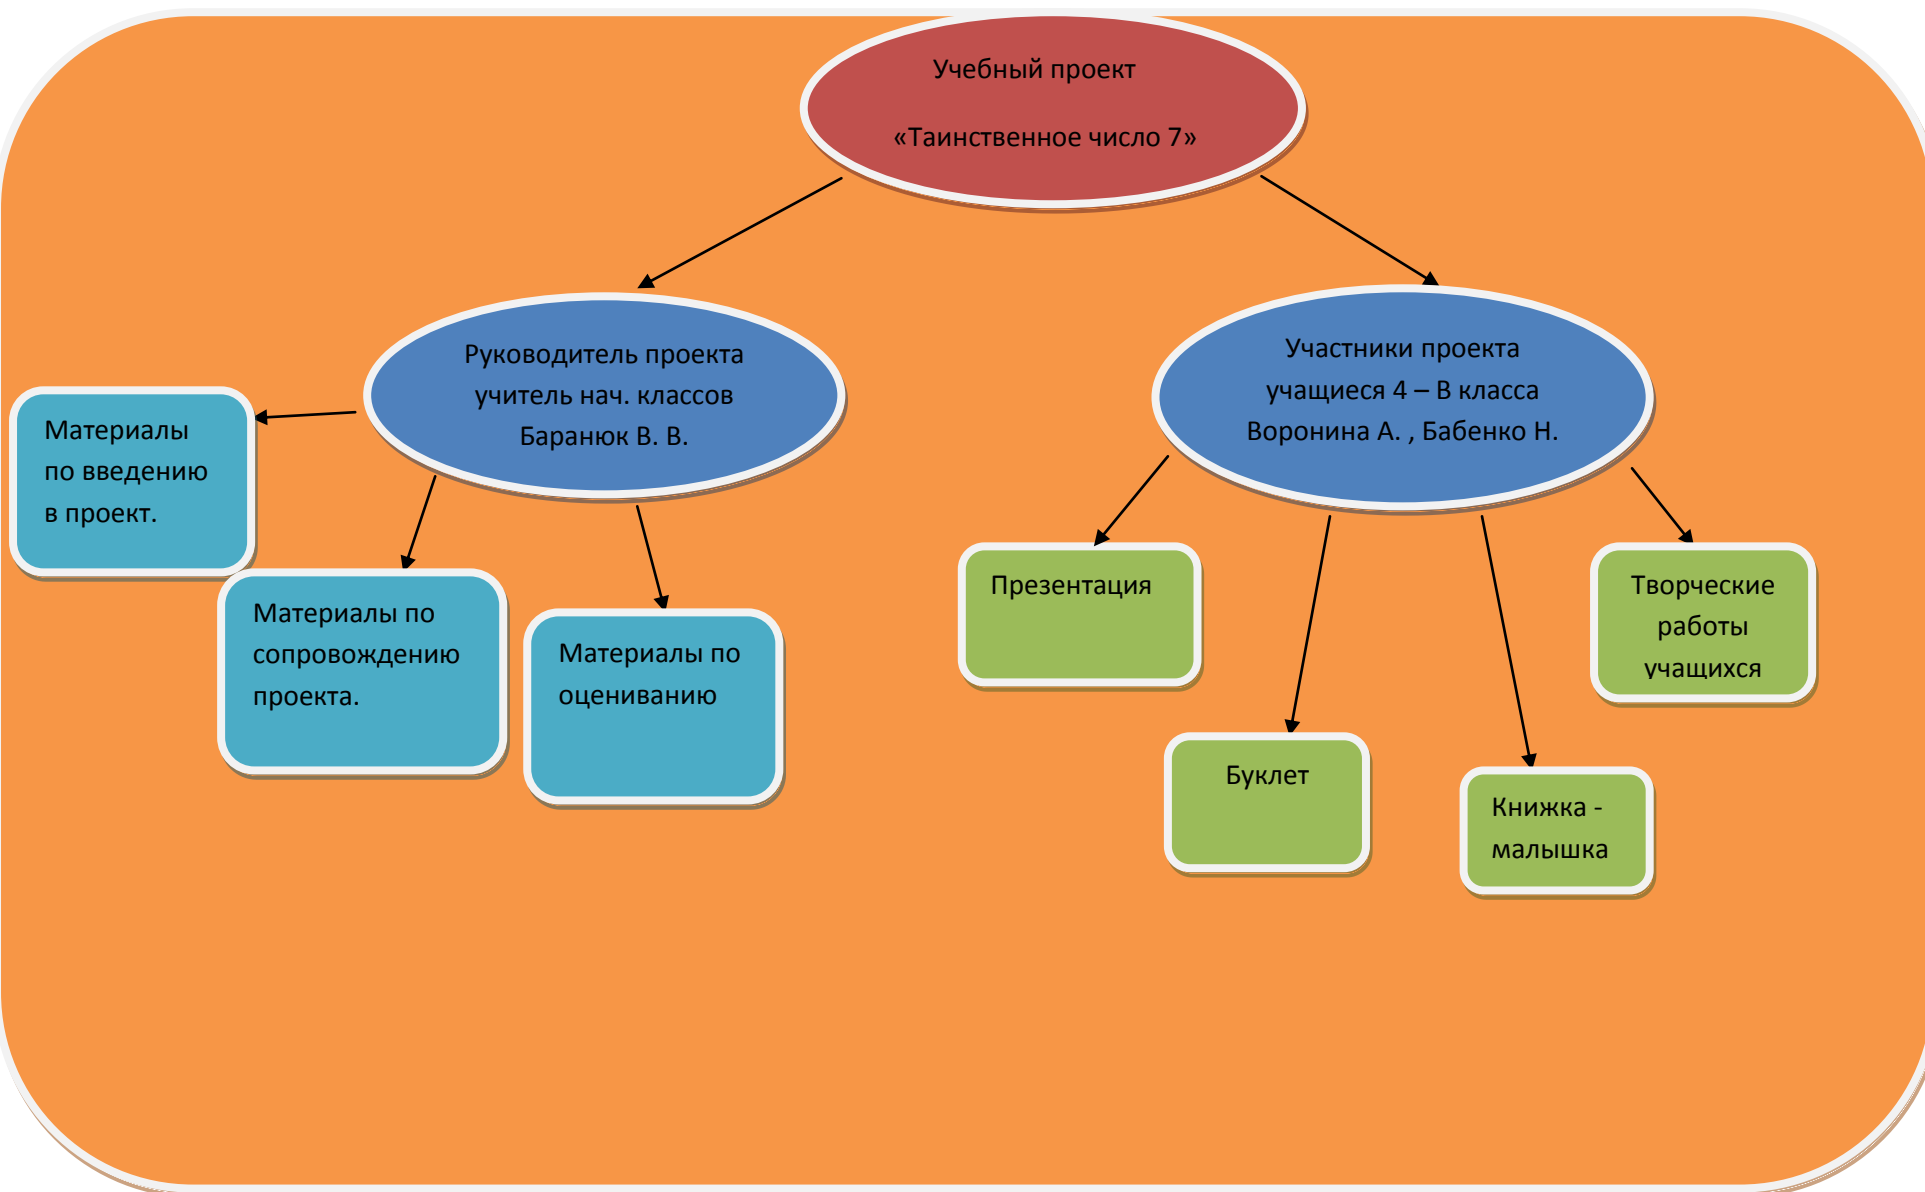 Учебный проект
«Таинственное число 7»
Руководитель проекта
учитель нач. классов
Баранюк В. В.
Участники проекта
учащиеся 4 – В класса
Воронина А. , Бабенко Н.
Материалы
по введению
в проект.
Материалы по
сопровождению
проекта.
Материалы по
оцениванию
Презентация
Буклет
Книжка -
малышка
Творческие
работы
учащихся